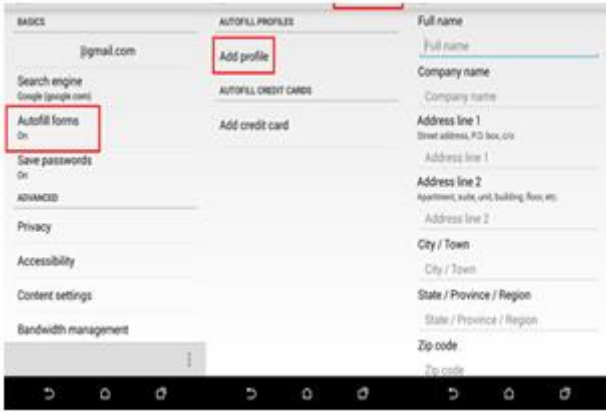 BASICS
@gmail.com
Search engine
Google (google.com)
Autofill forms
On
Save passwords
On
ADVANCED
Privacy
Accessibility
Content settings
Bandwidth management
AUTOFILL PROFILES
Add profile
AUTOFILL CREDIT CARDS
Add credit card
Full name
Full name
Company name
Company name
Address line 1
Street address, P.O. box, c/o
Address line 1
Address line 2
Apartment, suite, unit, building, floor, etc.
Address line 2
City / Town
City / Town
State / Province / Region
State / Province / Region
Zip code
Zip code